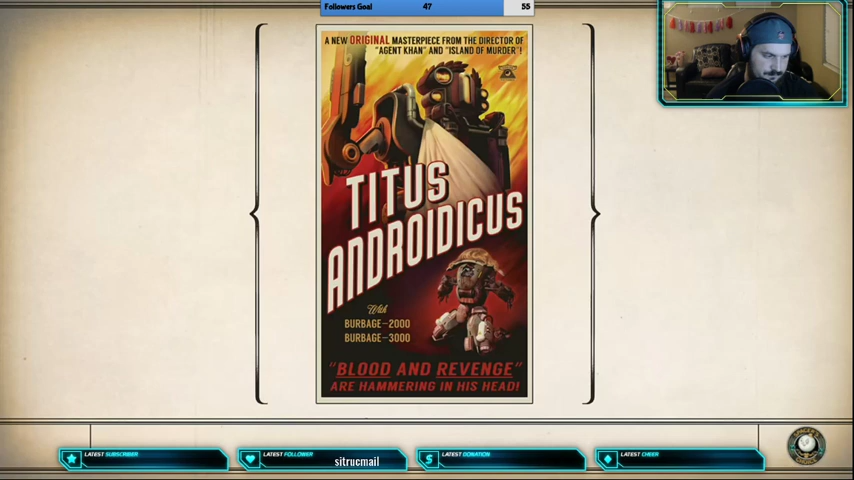 Followers Goal 47 55
A NEW ORIGINAL MASTERPIECE FROM THE DIRECTOR OF
"AGENT KHAN" AND "ISLAND OF MURDER"!
TITUS
ANDROIDICUS
With
BURBAGE-2000
BURBAGE-3000
"BLOOD AND REVENGE"
ARE HAMMERING IN HIS HEAD!
LATEST SUBSCRIBER
LATEST FOLLOWER
sitrucmail
LATEST DONATION
LATEST CHEER